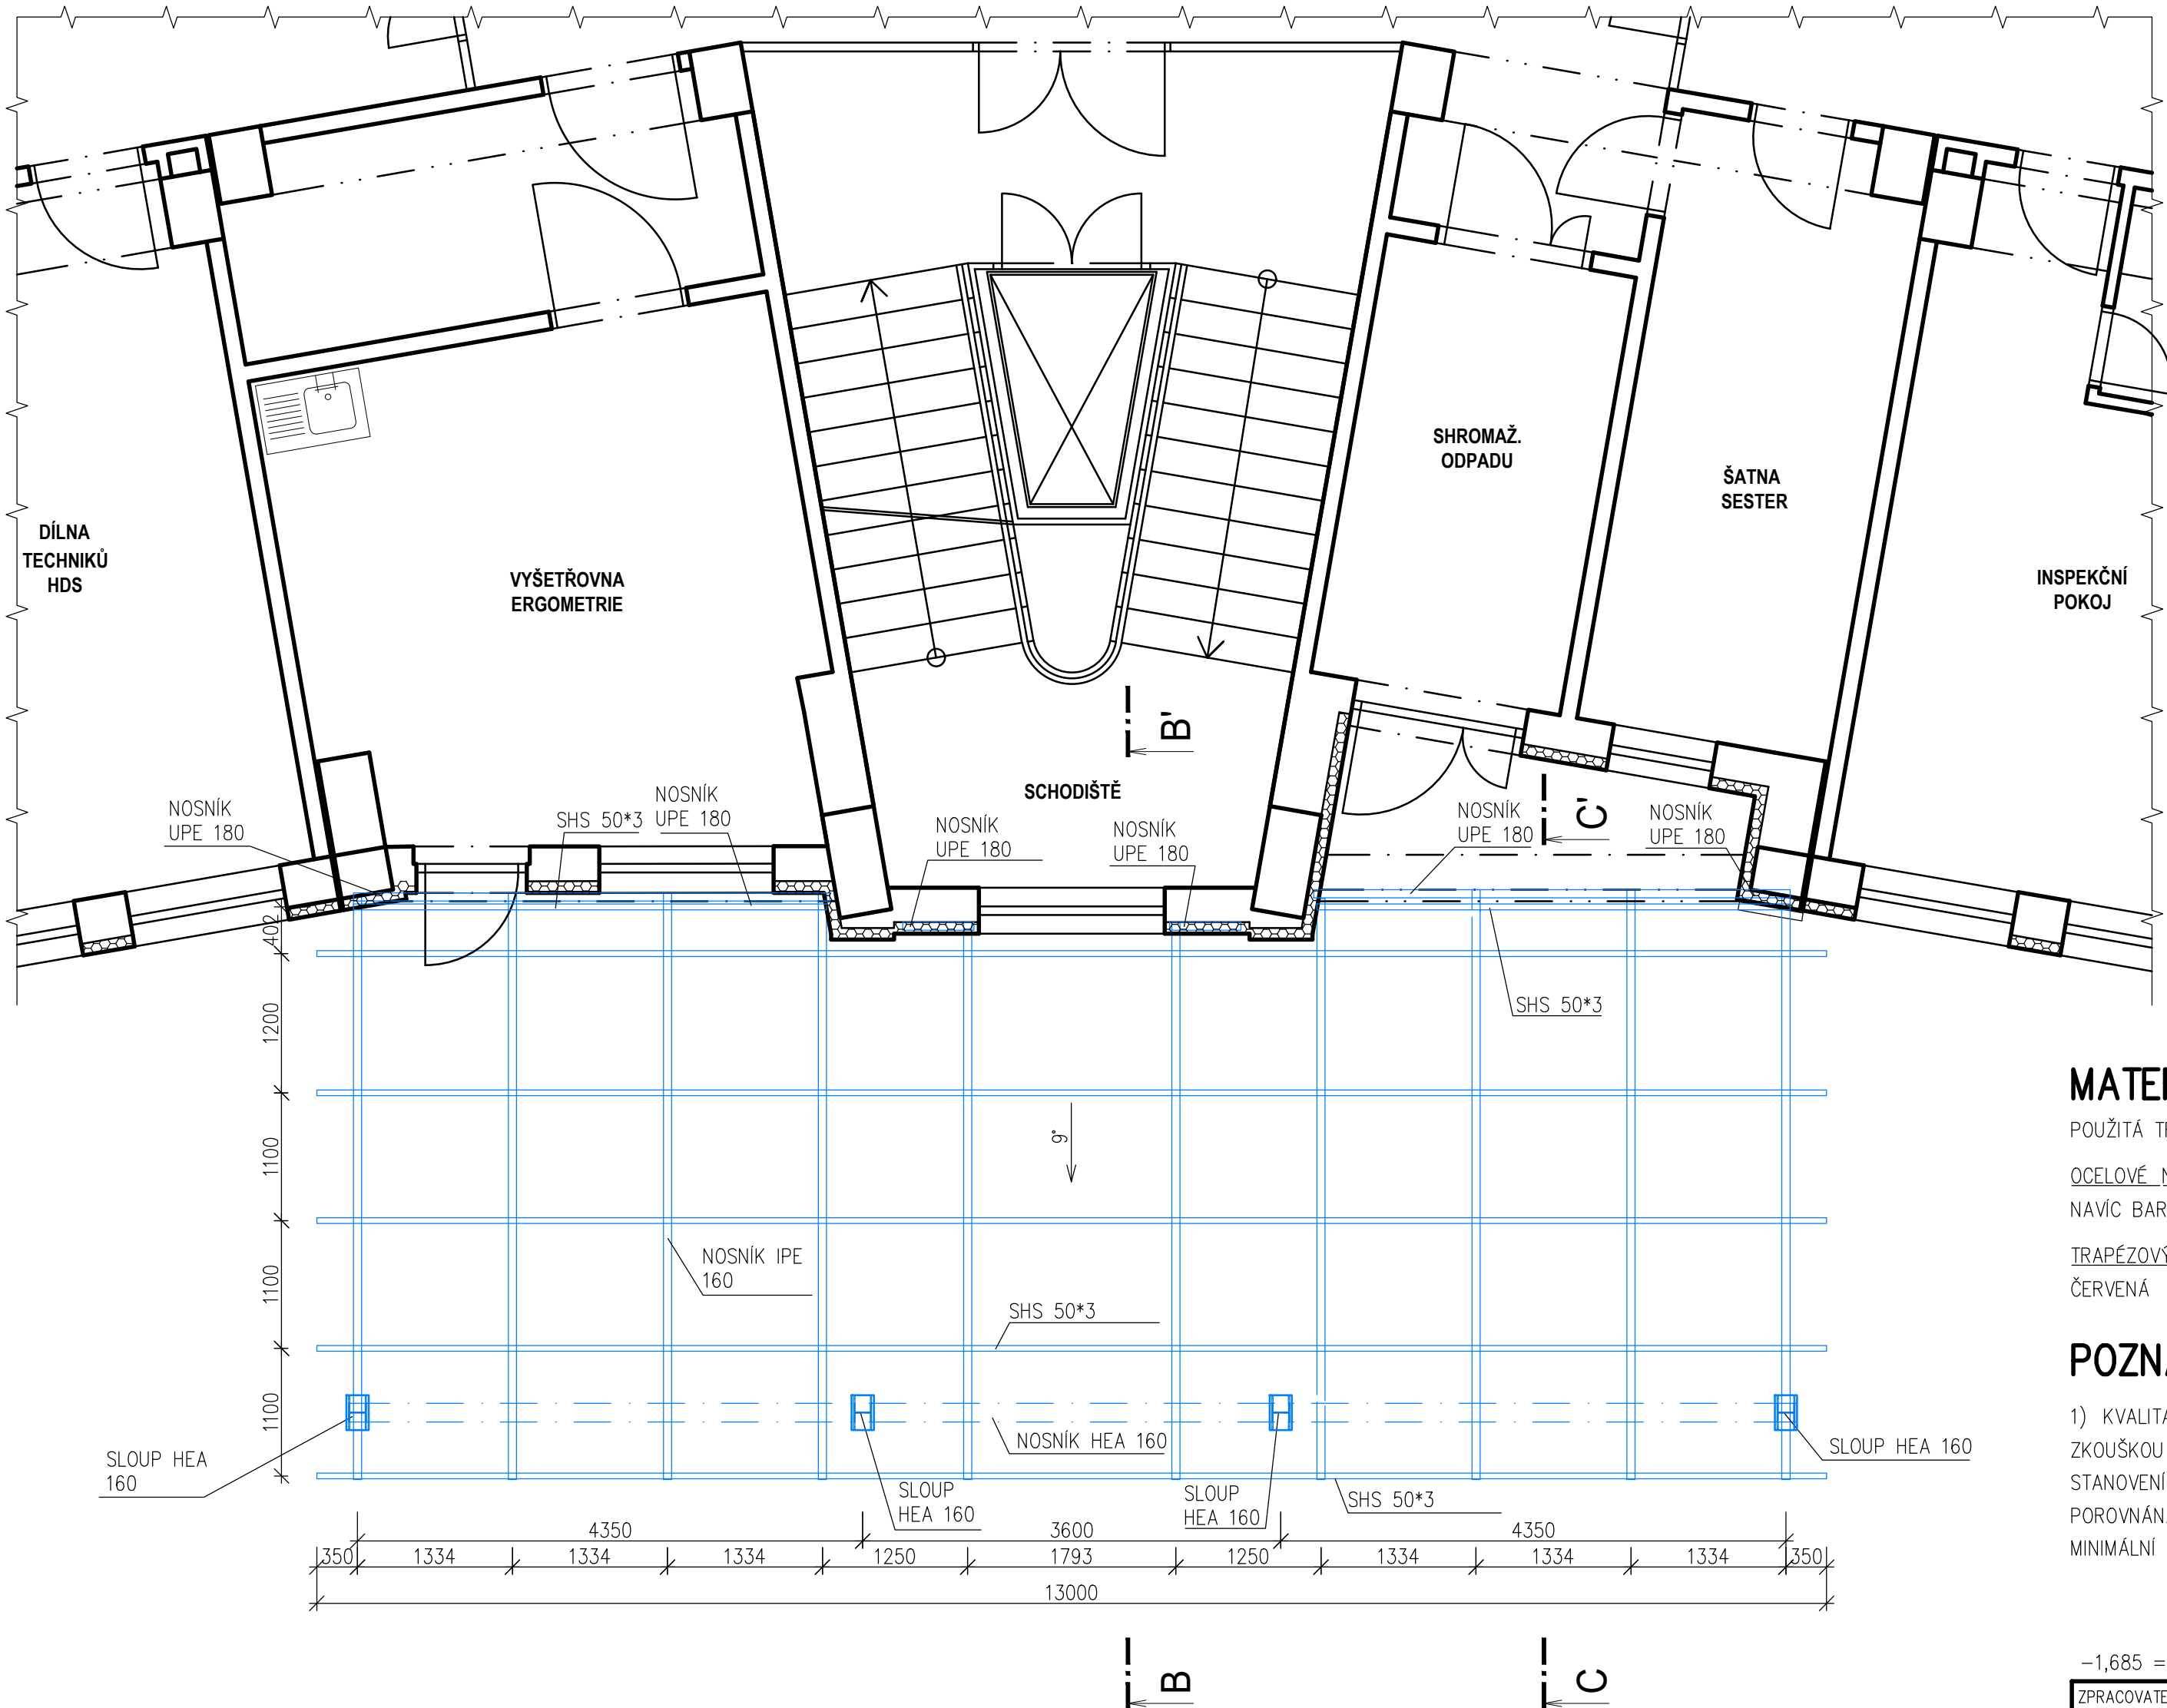 SHROMAŽ.
ODPADU
ŠATNA
SESTER
DÍLNA
TECHNIKŮ
HDS
VYŠETŘOVNA
ERGOMETRIE
INSPEKČNÍ
POKOJ
B'
SCHODIŠTĚ
C'
NOSNÍK
UPE 180
SHS 50*3
NOSNÍK
UPE 180
NOSNÍK
UPE 180
NOSNÍK
UPE 180
NOSNÍK
UPE 180
NOSNÍK
UPE 180
402
1200
SHS 50*3
1100
9°
1100
NOSNÍK IPE
160
SHS 50*3
1100
NOSNÍK HEA 160
SLOUP HEA
160
SLOUP
HEA 160
SLOUP
HEA 160
SHS 50*3
SLOUP HEA 160
4350
3600
4350
350
1334
1334
1334
1250
1793
1250
1334
1334
1334
350
13000
B
C
POUŽITÁ
OCELOVÉ
NAVÍC
ČERVENÁ
1)
ZKOUŠKOU
STANOVENÍ
MINIMÁLNÍ
-1,685 =